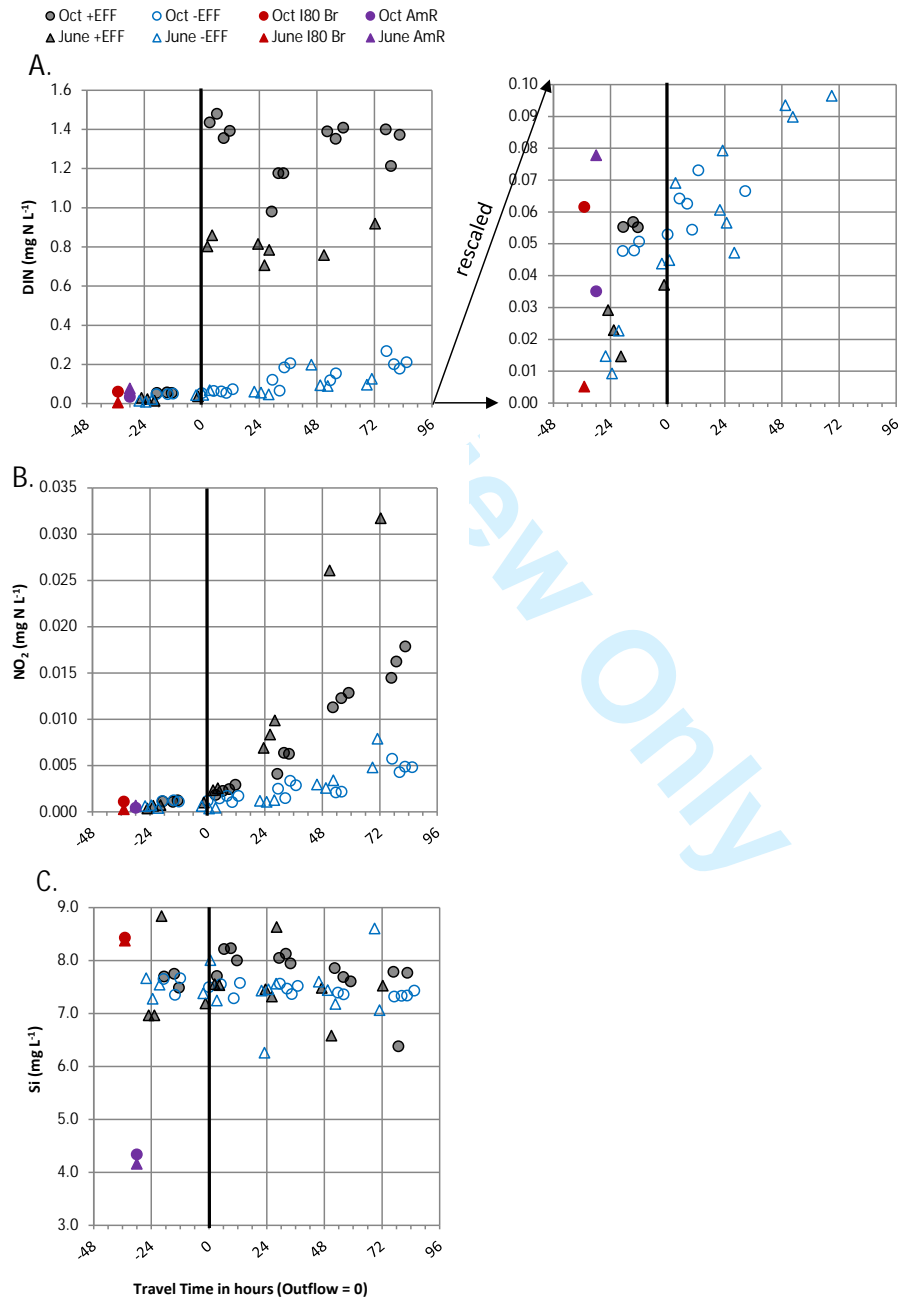 Oct +EFF Oct -EFF Oct I80 Br Oct AmR
June +EFF June -EFF June I80 Br June AmR
A.
1.6
1.4
1.2
1.0
0.8
0.6
0.4
0.2
0.0
DIN (mg N L-1)
-48 -24 0 24 48 72 96
rescaled
0.10
0.09
0.08
0.07
0.06
0.05
0.04
0.03
0.02
0.01
0.00
-48 -24 0 24 48 72 96
B.
0.035
0.030
0.025
0.020
0.015
0.010
0.005
0.000
NO2 (mg N L-1)
-48 -24 0 24 48 72 96
ew Only
C.
9.0
8.0
7.0
6.0
5.0
4.0
3.0
Si (mg L-1)
-48 -24 0 24 48 72 96
Travel Time in hours (Outflow = 0)